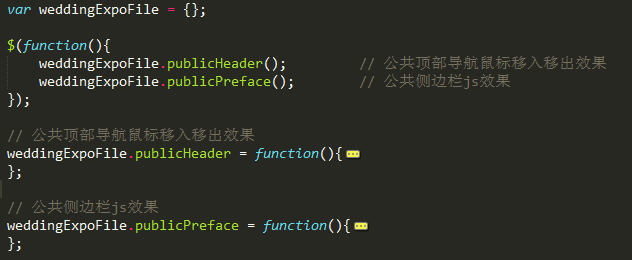 var weddingExpoFile = {};
$(function(){
    weddingExpoFile.publicHeader();         // 公共顶部导航鼠标移入移出效果
    weddingExpoFile.publicPreface();        // 公共侧边栏js效果
});
// 公共顶部导航鼠标移入移出效果
weddingExpoFile.publicHeader = function(){
};
// 公共侧边栏js效果
weddingExpoFile.publicPreface = function(){
};